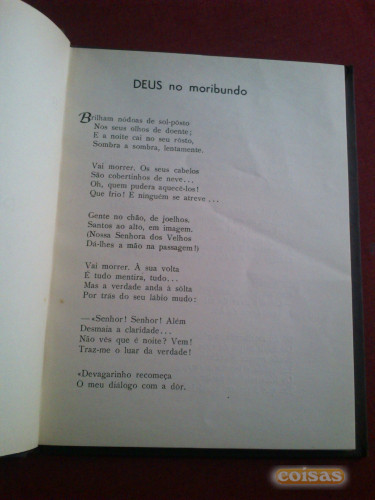 DEUS no moribundo
Brilham nódoas de sol-pôsto
Nos seus olhos de doente;
E a noite cai no seu rosto,
Sombra a sombra, lentamente.
Vai morrer. Os seus cabelos
São cobertinhos de neve...
Oh, quem pudera aquecê-los!
Que frio! E ninguém se atreve...
Gente no chão, de joelhos.
Santos ao alto, em imagem.
(Nossa Senhora dos Velhos
Dá-lhes a mão na passagem!)
Vai morrer. À sua volta
É tudo mentira, tudo...
Mas a verdade anda à sôlta
Por trás do seu lábio mudo:
—«Senhor! Senhor! Além
Desmaia a claridade...
Não vês que é noite? Vem!
Traz-me o luar da verdade!
«Devagarinho recomeça
O meu diálogo com a dôr.
coisas